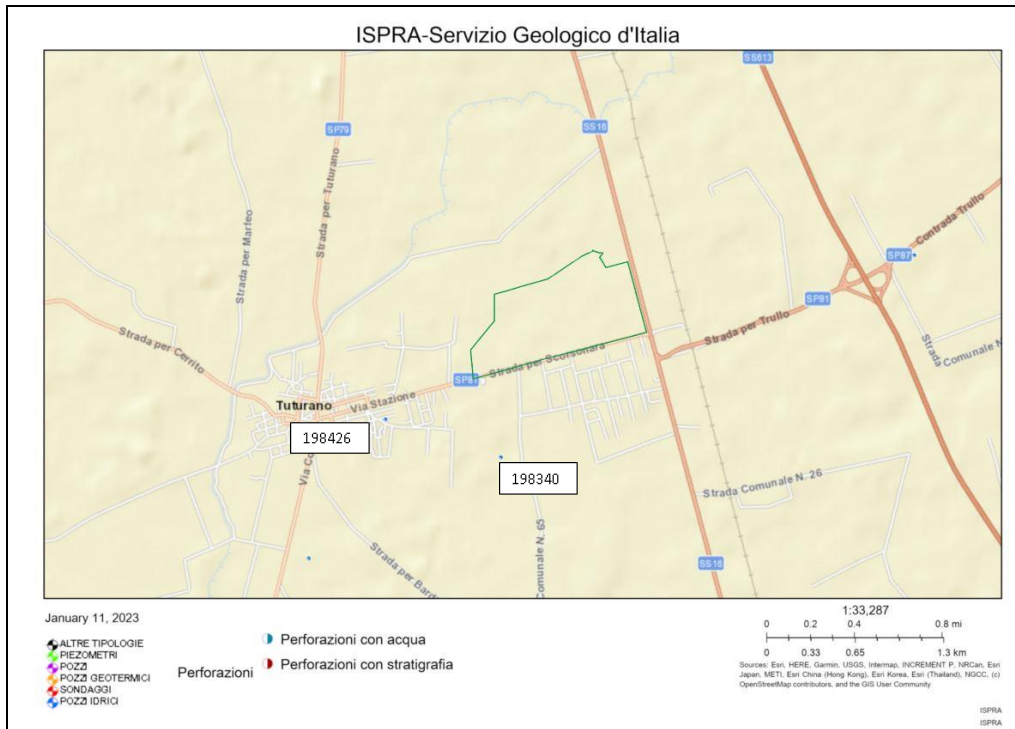 ISPRA-Servizio Geologico d'Italia
SS613
SS16
SP79
Strada per Tuturano
Strada per Marfeo
Contrada Trullo
SP87
SP81
Strada per Trullo
Strada
Comunale N
Strada per Cerrito
Strada per Scorsonara
SP87
Via Stazione
Tuturano
198426
198340
Via Co
Strada Comunale N. 26
Comunale N. 65
Strada per Bard
SS16
January 11, 2023
1:33,287
0 0.2 0.4 0.8 mi
0 0.33 0.65 1.3 km
ALTRE TIPOLOGIE
PIEZOMETRI
POZZI
POZZI GEOTERMICI
SONDAGGI
POZZI IDRICI
Perforazioni
Perforazioni con acqua
Perforazioni con stratigrafia
Sources: Esri, HERE, Garmin, USGS, Intermap, INCREMENT P, NRCan, Esri
Japan, METI, Esri China (Hong Kong), Esri Korea, Esri (Thailand), NGCC, (c)
OpenStreetMap contributors, and the GIS User Community
ISPRA
ISPRA